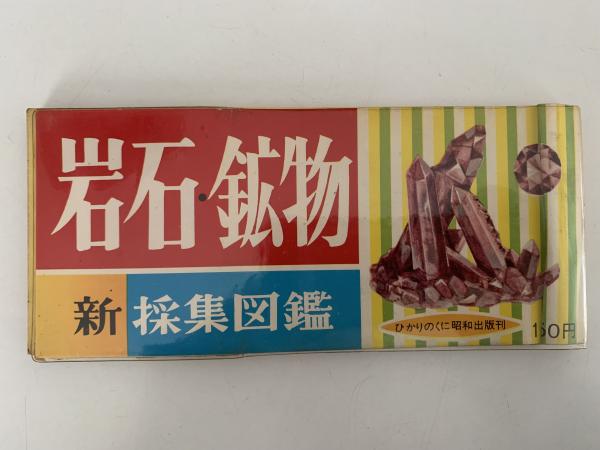 岩石・鉱物
新 採集図鑑
ひかりのくに昭和出版刊
150円